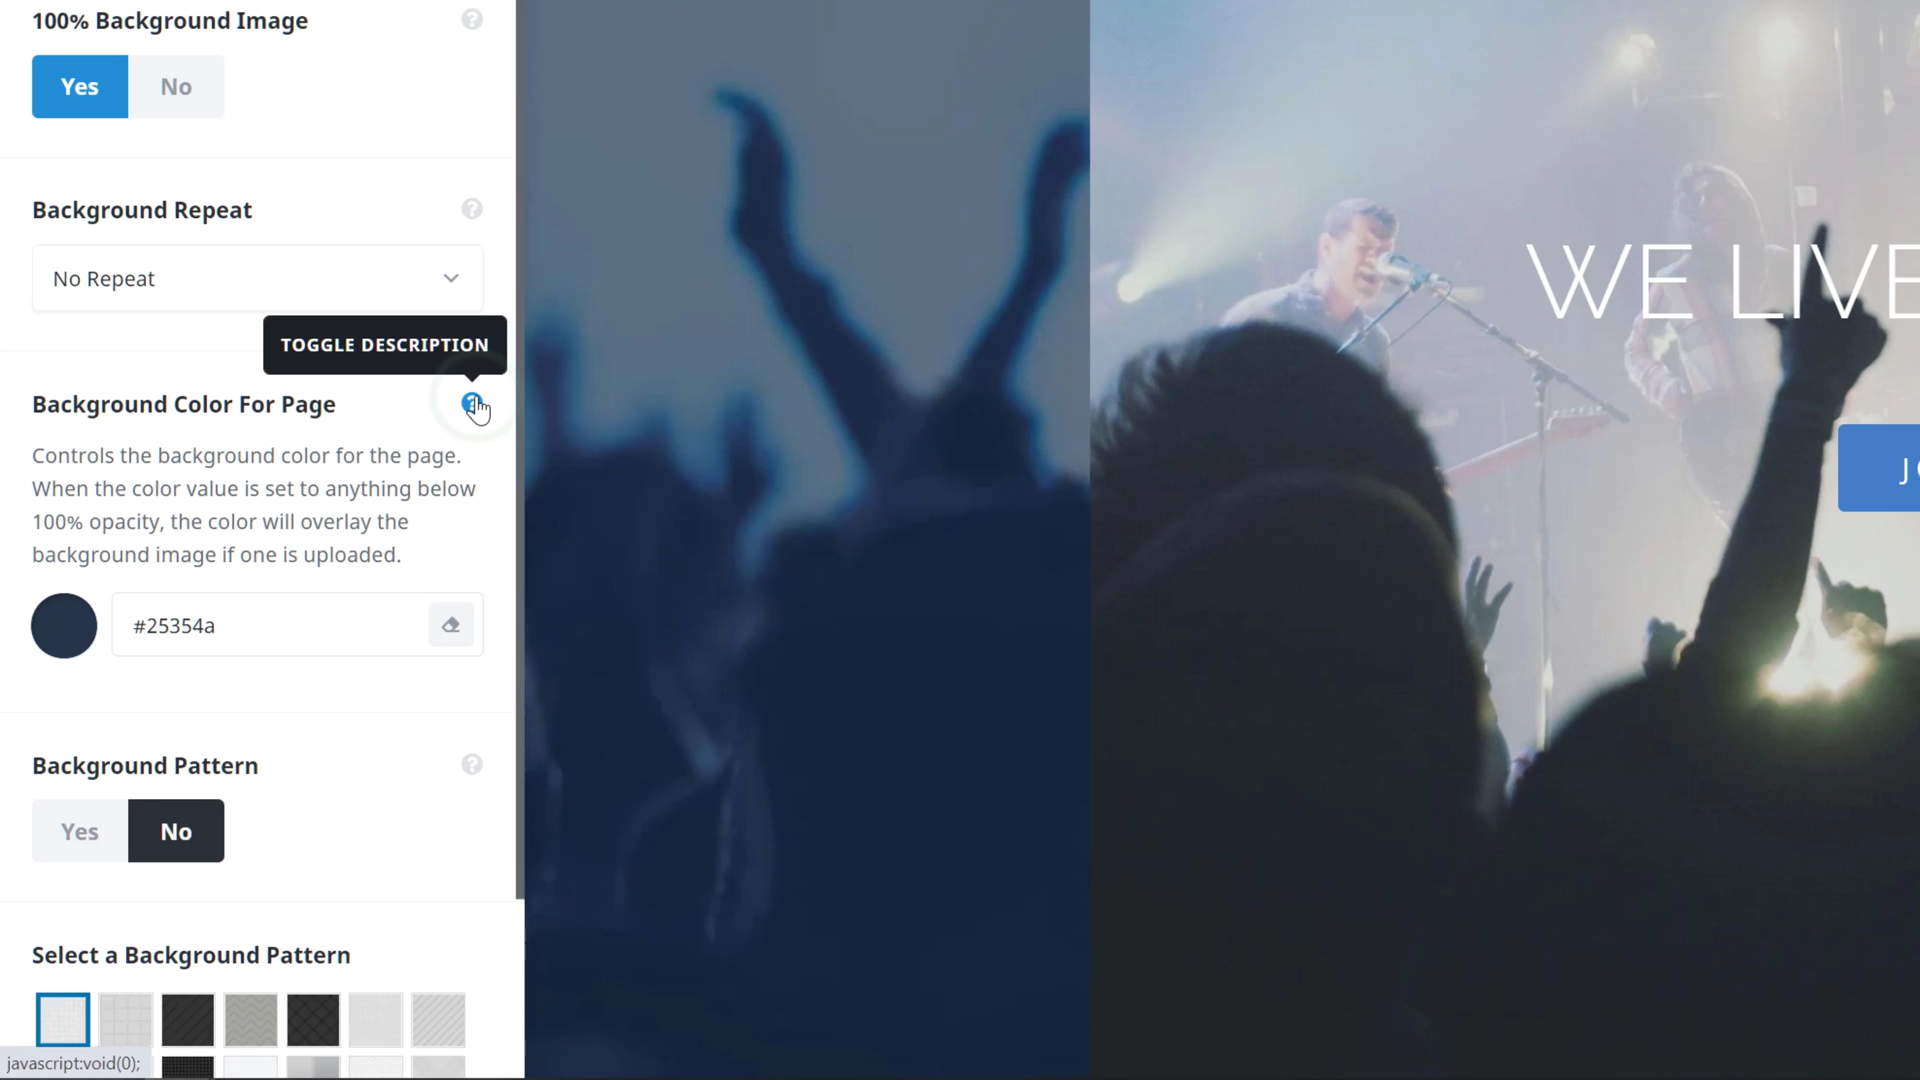 100% Background Image
Yes
No
Background Repeat
No Repeat
TOGGLE DESCRIPTION
Background Color For Page
Controls the background color for the page.
When the color value is set to anything below
100% opacity, the color will overlay the
background image if one is uploaded.
#25354a
Background Pattern
Yes
No
Select a Background Pattern
javascript:void(0);
WE LIVE